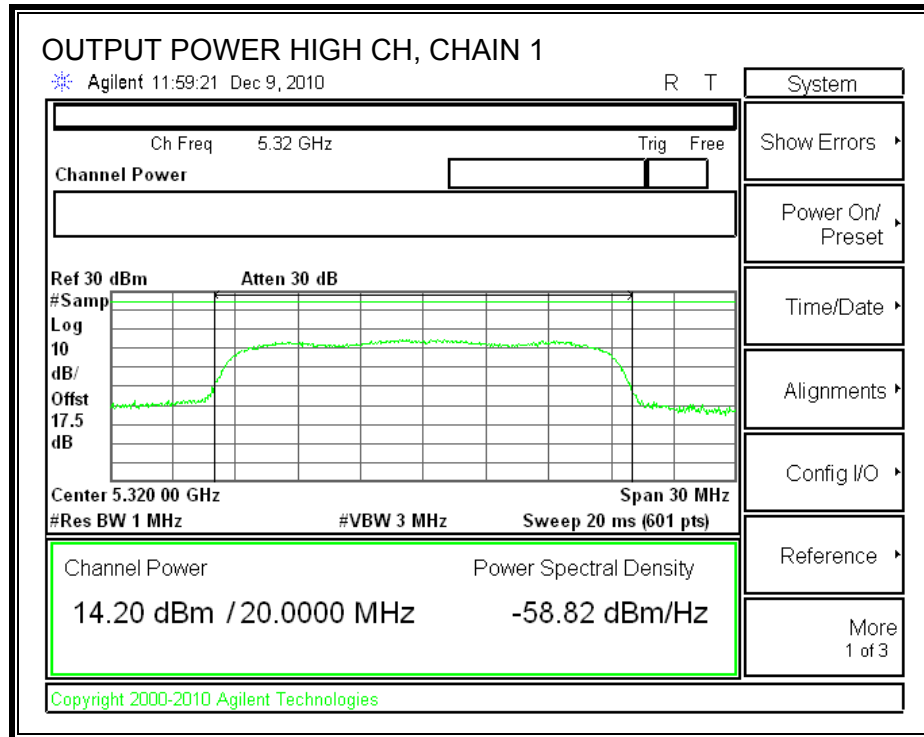 OUTPUT POWER HIGH CH, CHAIN 1
Agilent 11:59:21 Dec 9, 2010 R T
System
Ch Freq 5.32 GHz Trig Free
Channel Power
Show Errors
Power On/
Preset
Ref 30 dBm Atten 30 dB
#Samp
Log
10
dB/
Offst
17.5
dB
Time/Date
Alignments
Config I/O
Center 5.320 00 GHz Span 30 MHz
#Res BW 1 MHz #VBW 3 MHz Sweep 20 ms (601 pts)
Channel Power Power Spectral Density
14.20 dBm / 20.0000 MHz -58.82 dBm/Hz
Reference
More
1 of 3
Copyright 2000-2010 Agilent Technologies